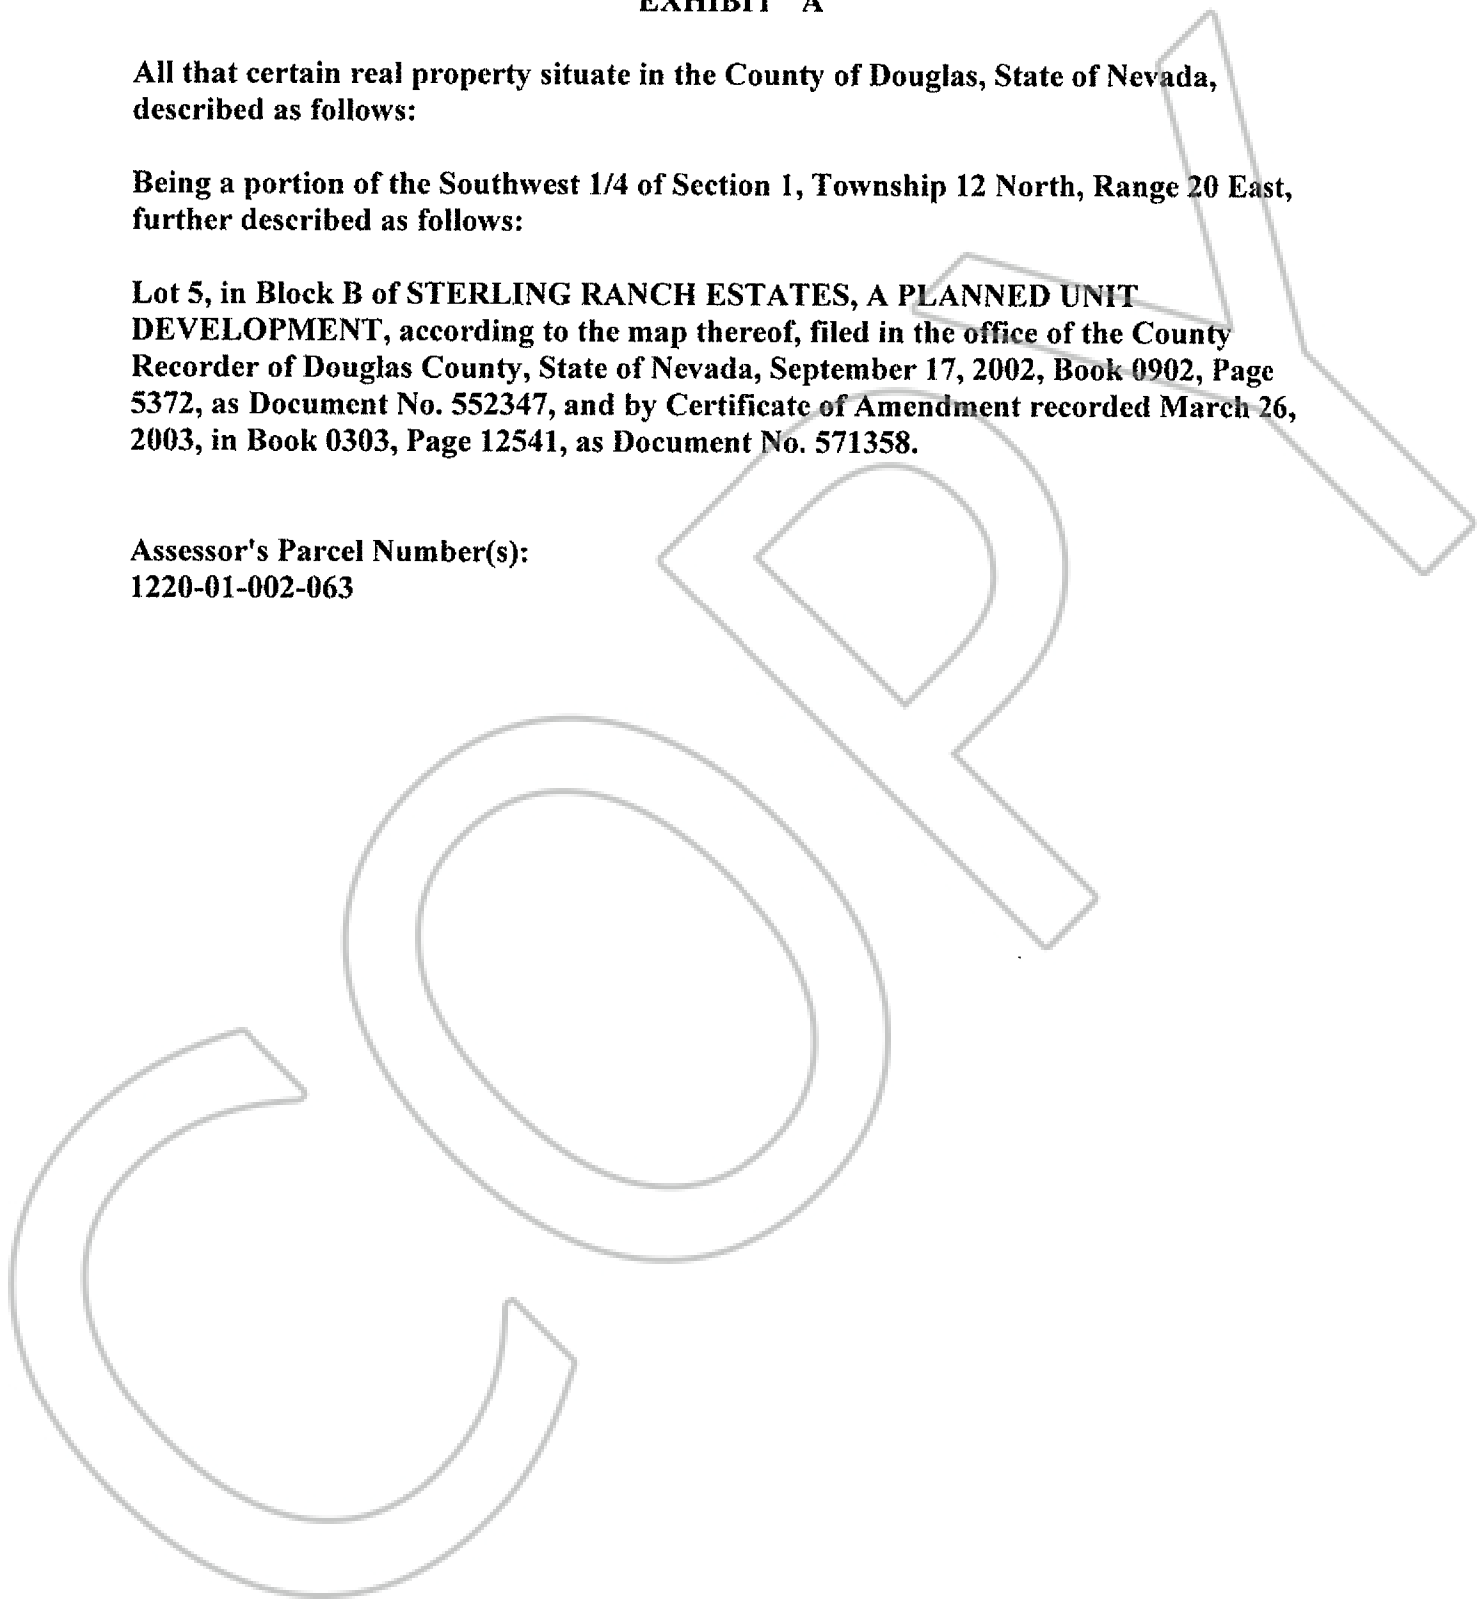 EXHIBIT A
All that certain real property situate in the County of Douglas, State of Nevada,
described as follows:
Being a portion of the Southwest 1/4 of Section 1, Township 12 North, Range 20 East,
further described as follows:
Lot 5, in Block B of STERLING RANCH ESTATES, A PLANNED UNIT
DEVELOPMENT, according to the map thereof, filed in the office of the County
Recorder of Douglas County, State of Nevada, September 17, 2002, Book 0902, Page
5372, as Document No. 552347, and by Certificate of Amendment recorded March 26,
2003, in Book 0303, Page 12541, as Document No. 571358.
Assessor's Parcel Number(s):
1220-01-002-063
COPY